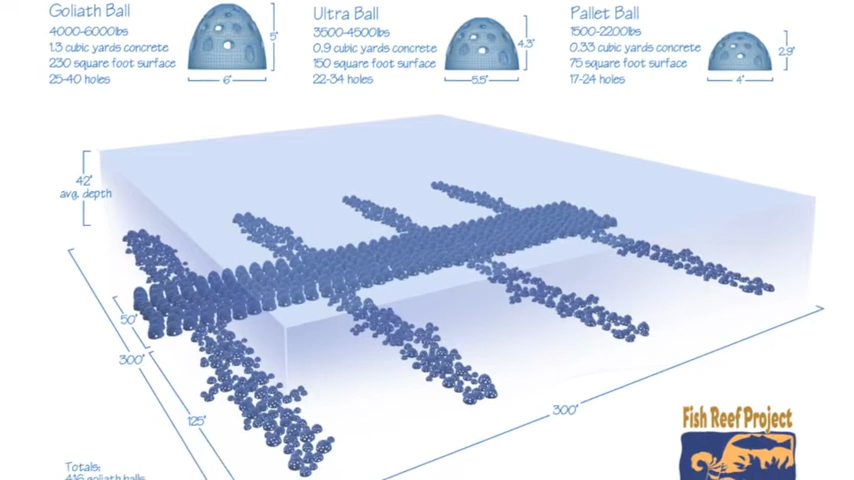 Goliath Ball
4000-6000lbs
1.3 cubic yards concrete
230 square foot surface
25-40 holes
5'
6'
Ultra Ball
3500-4500lbs
0.9 cubic yards concrete
150 square foot surface
22-34 holes
4.3'
5.5'
Pallet Ball
1500-2200lbs
0.33 cubic yards concrete
75 square foot surface
17-24 holes
2.9'
4'
42'
avg. depth
50'
300'
125'
300'
Fish Reef Project
Totals:
416 goliath balls